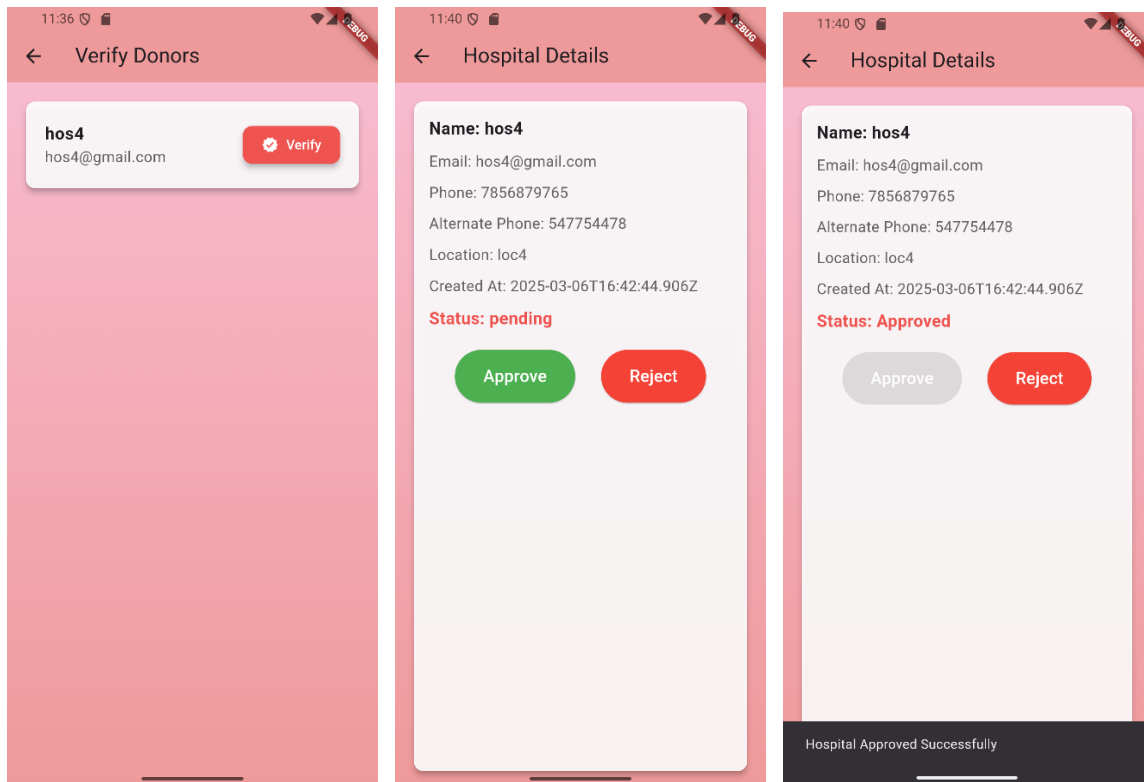 11:36
DEBUG
Verify Donors
hos4
hos4@gmail.com
Verify
11:40
DEBUG
Hospital Details
Name: hos4
Email: hos4@gmail.com
Phone: 7856879765
Alternate Phone: 547754478
Location: loc4
Created At: 2025-03-06T16:42:44.906Z
Status: pending
Approve
Reject
11:40
DEBUG
Hospital Details
Name: hos4
Email: hos4@gmail.com
Phone: 7856879765
Alternate Phone: 547754478
Location: loc4
Created At: 2025-03-06T16:42:44.906Z
Status: Approved
Approve
Reject
Hospital Approved Successfully